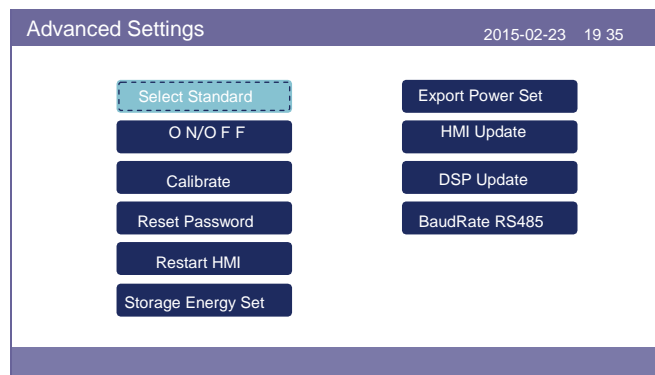 Advanced Settings
2015-02-23 19 35
Select Standard
O N/O F F
Calibrate
Reset Password
Restart HMI
Storage Energy Set
Export Power Set
HMI Update
DSP Update
BaudRate RS485